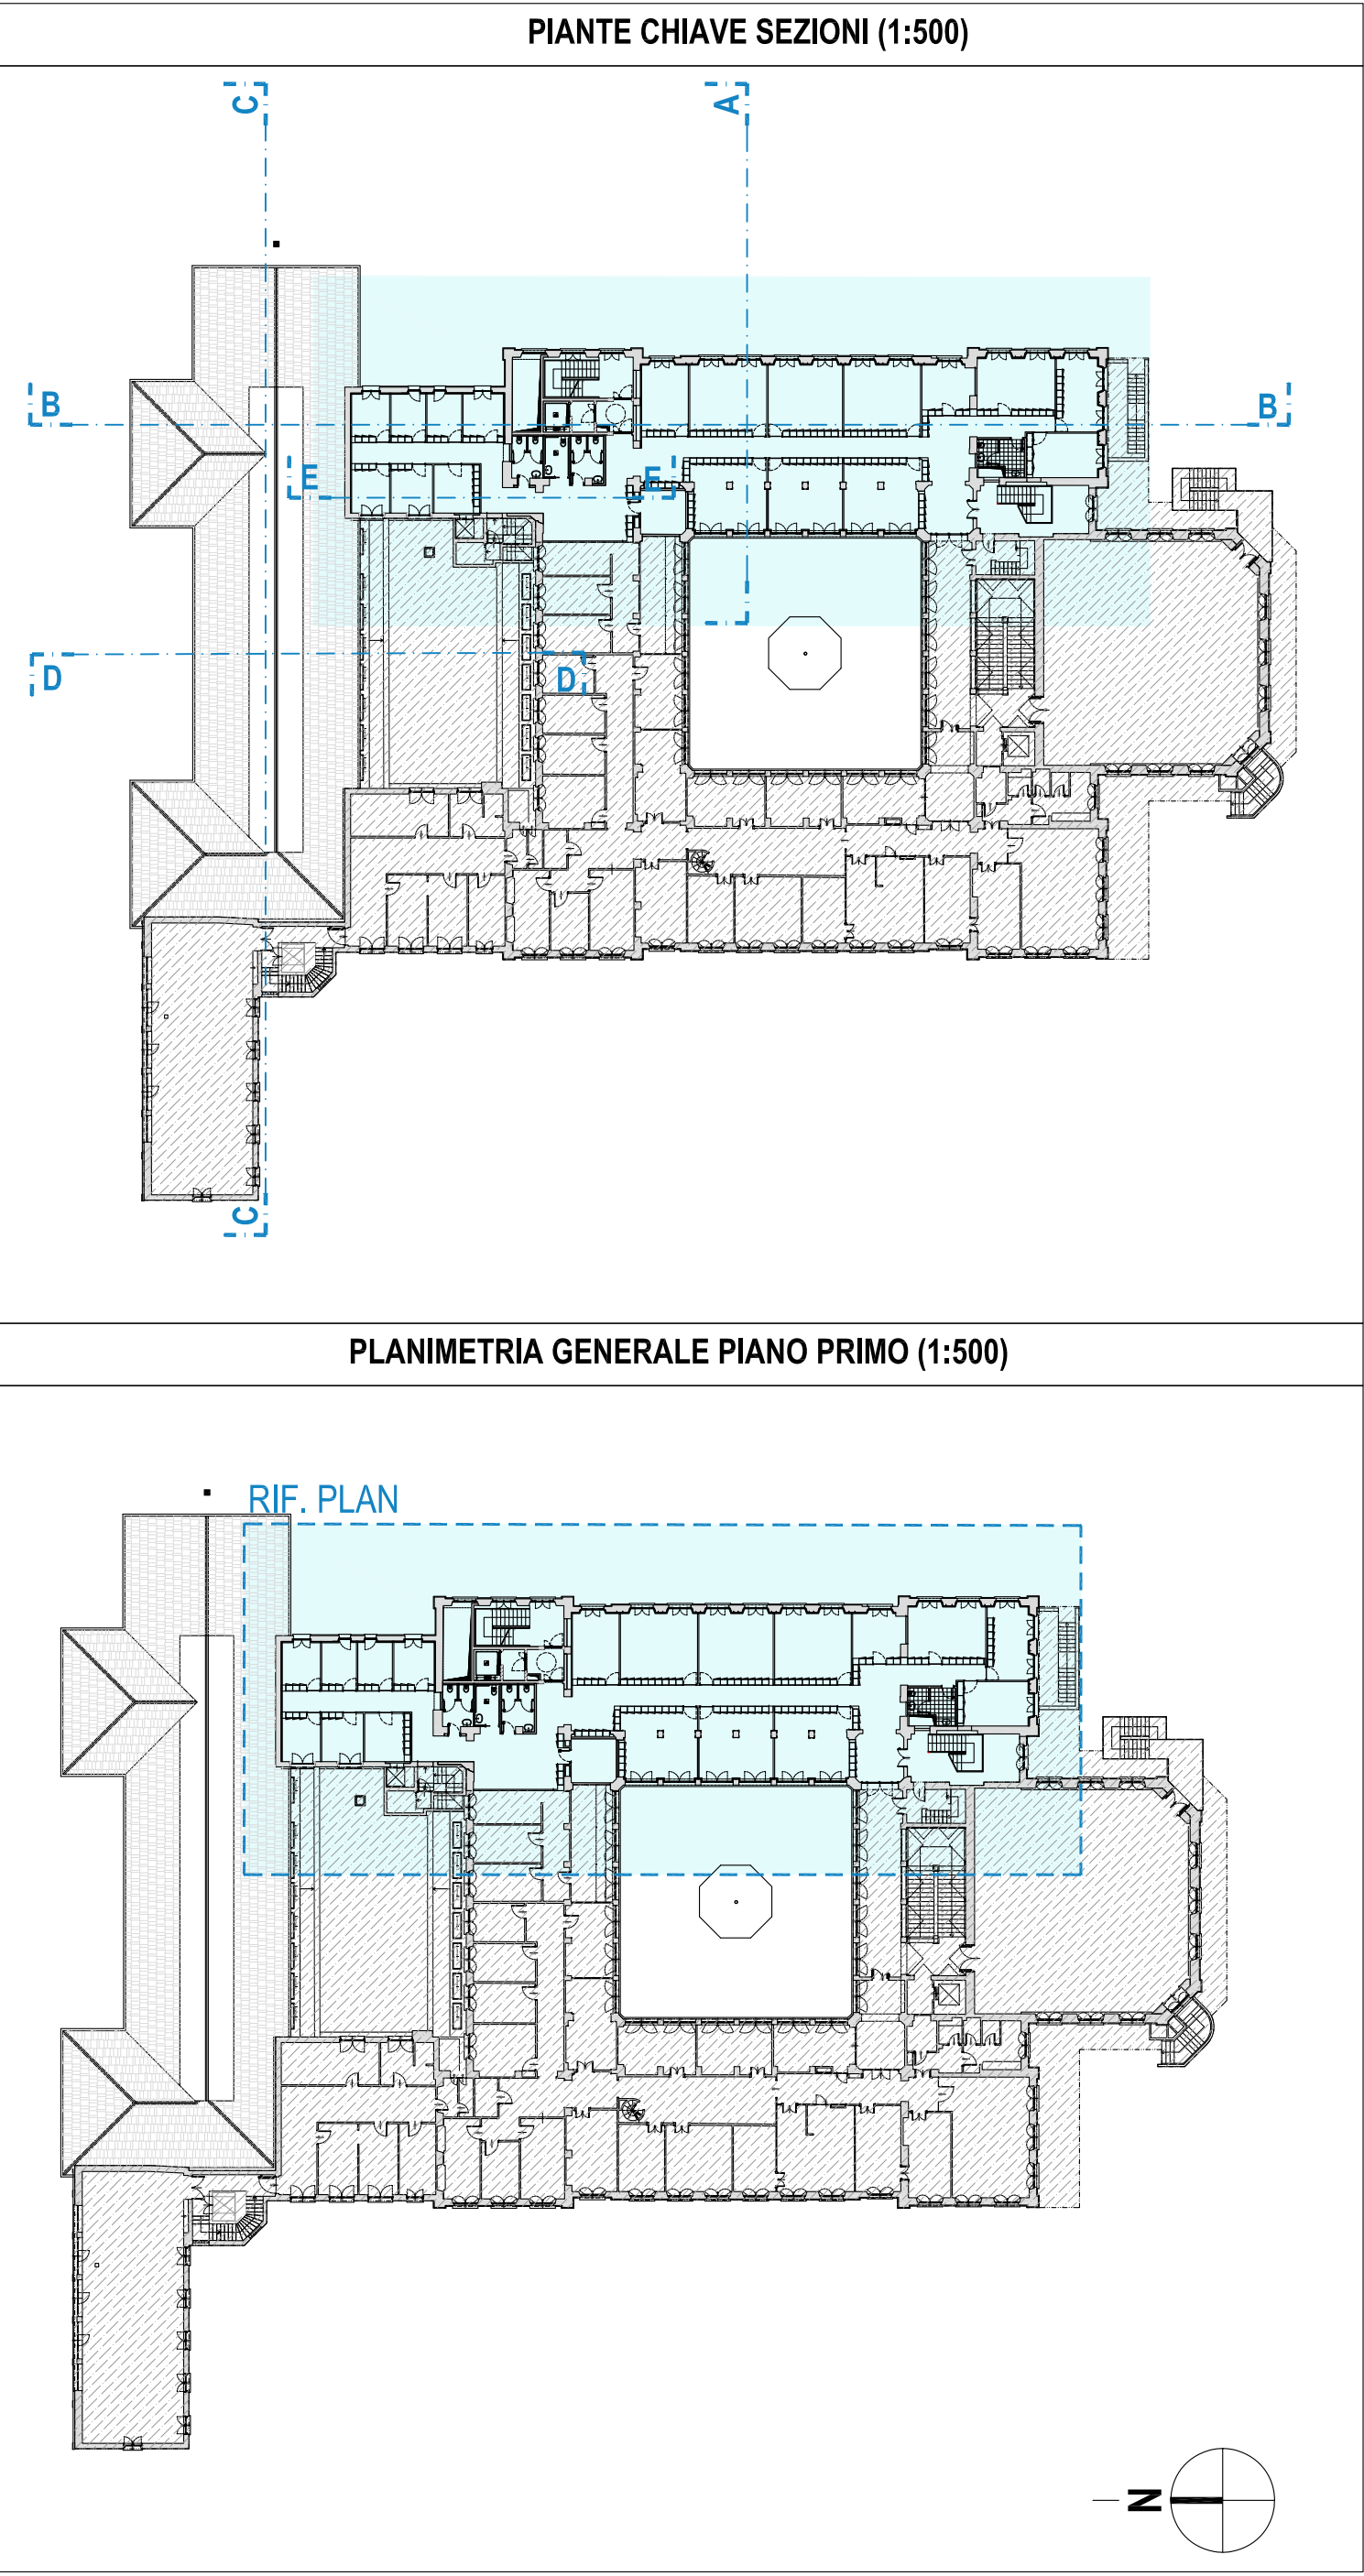 PIANTE CHIAVE SEZIONI (1:500)
C
A
B
B
E
E
D
D
C
PLANIMETRIA GENERALE PIANO PRIMO (1:500)
RIF. PLAN
N